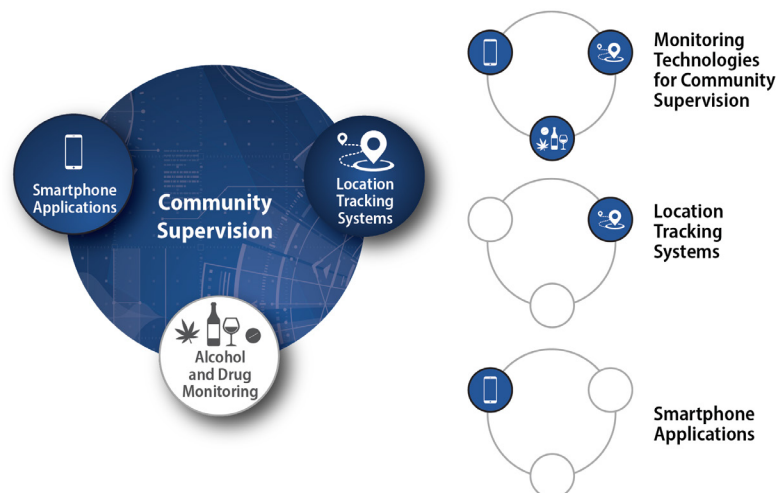 Smartphone
Applications
Community
Supervision
Location
Tracking
Systems
Alcohol
and Drug
Monitoring
Monitoring
Technologies
for Community
Supervision
Location
Tracking
Systems
Smartphone
Applications